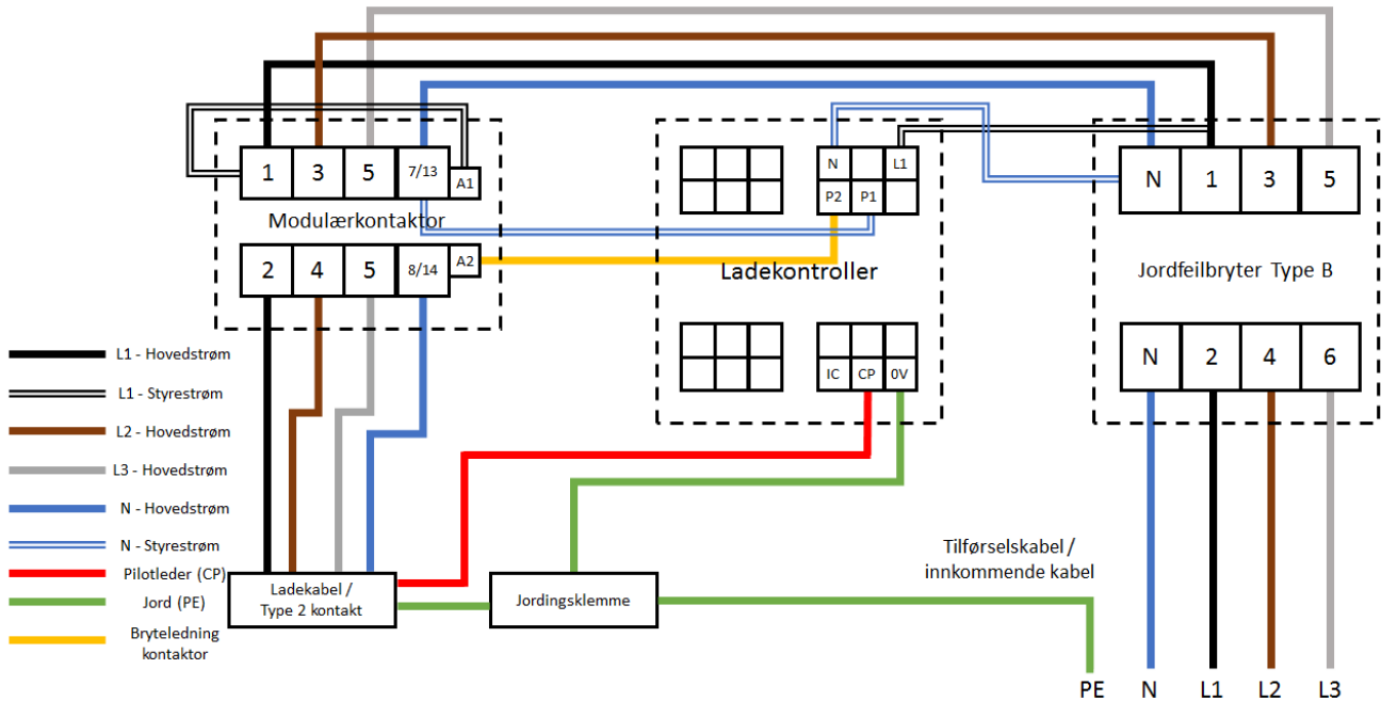 1
3
5
7/13
A1
Modulærkontaktor
2
4
5
8/14
A2
N
L1
P2
P1
Ladekontroller
IC
CP
0V
N
1
3
5
Jordfeilbryter Type B
N
2
4
6
L1 - Hovedstrøm
L1 - Styrestrøm
L2 - Hovedstrøm
L3 - Hovedstrøm
N - Hovedstrøm
N - Styrestrøm
Pilotleder (CP)
Jord (PE)
Bryteledning
kontaktor
Ladekabel /
Type 2 kontakt
Jordingsklemme
Tilførselskabel /
innkommende kabel
PE
N
L1
L2
L3